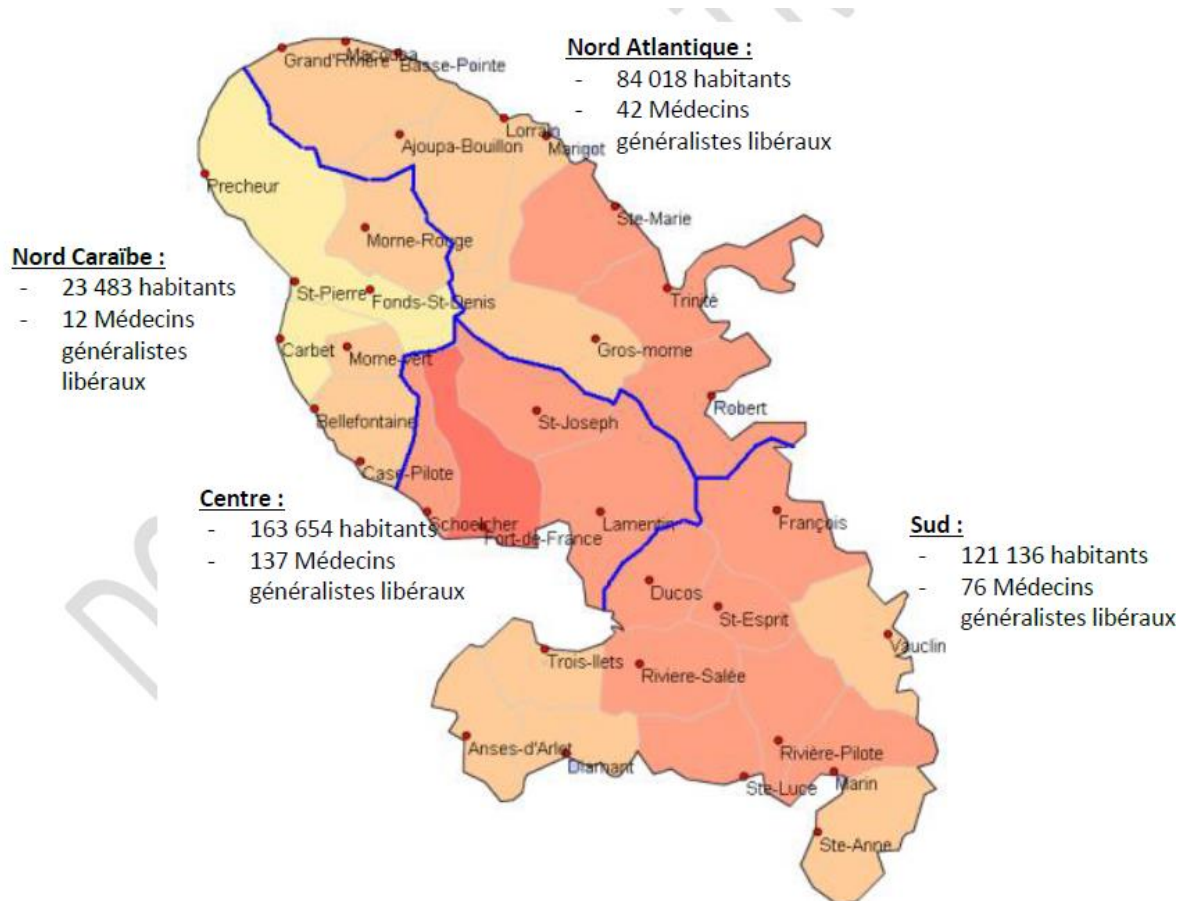 Nord Atlantique :
- 84 018 habitants
- 42 Médecins
généralistes libéraux
Grand'Rivière
Macouba
Basse-Pointe
Lorrain
Marigot
Ajoupa-Bouillon
Precheur
Ste-Marie
Morne-Rouge
Nord Caraïbe :
- 23 483 habitants
- 12 Médecins
généralistes
libéraux
St-Pierre
Fonds-St-Denis
Trinité
Carbet
Morne-vert
Gros-morne
Bellefontaine
St-Joseph
Robert
Case-Pilote
Centre :
- 163 654 habitants
- 137 Médecins
généralistes libéraux
Schoelcher
Fort-de-France
Lamentin
François
Sud :
- 121 136 habitants
- 76 Médecins
généralistes libéraux
Ducos
St-Esprit
Vauclin
Trois-Ilets
Riviere-Salée
Anses-d'Arlet
Diamant
Rivière-Pilote
Marin
Ste-Luce
Ste-Anne